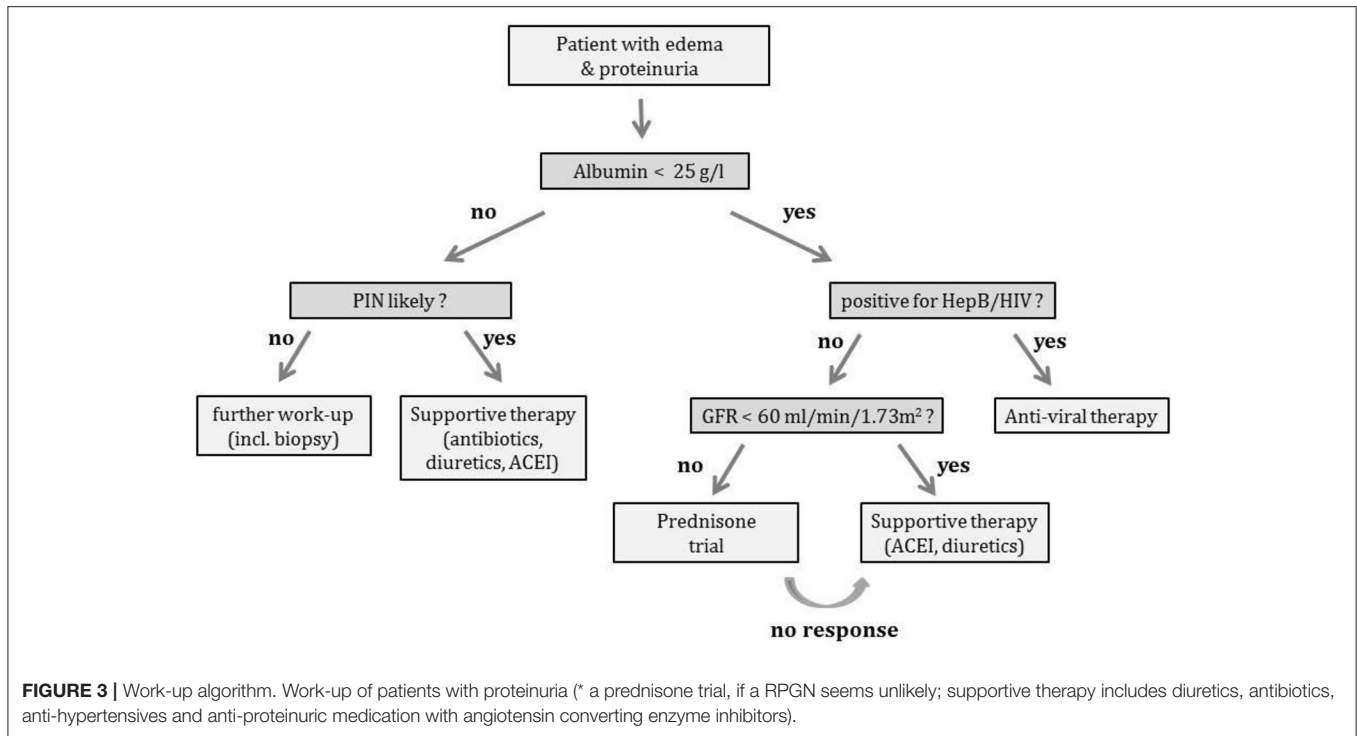 Patient with edema
& proteinuria
Albumin < 25 g/l
no
yes
PIN likely ?
positive for HepB/HIV ?
no
yes
no
yes
further work-up
(incl. biopsy)
Supportive therapy
(antibiotics,
diuretics, ACEI)
GFR < 60 ml/min/1.73m² ?
Anti-viral therapy
no
yes
Prednisone
trial
Supportive therapy
(ACEI, diuretics)
no response
FIGURE 3 | Work-up algorithm. Work-up of patients with proteinuria (* a prednisone trial, if a RPGN seems unlikely; supportive therapy includes diuretics, antibiotics,
anti-hypertensives and anti-proteinuric medication with angiotensin converting enzyme inhibitors).